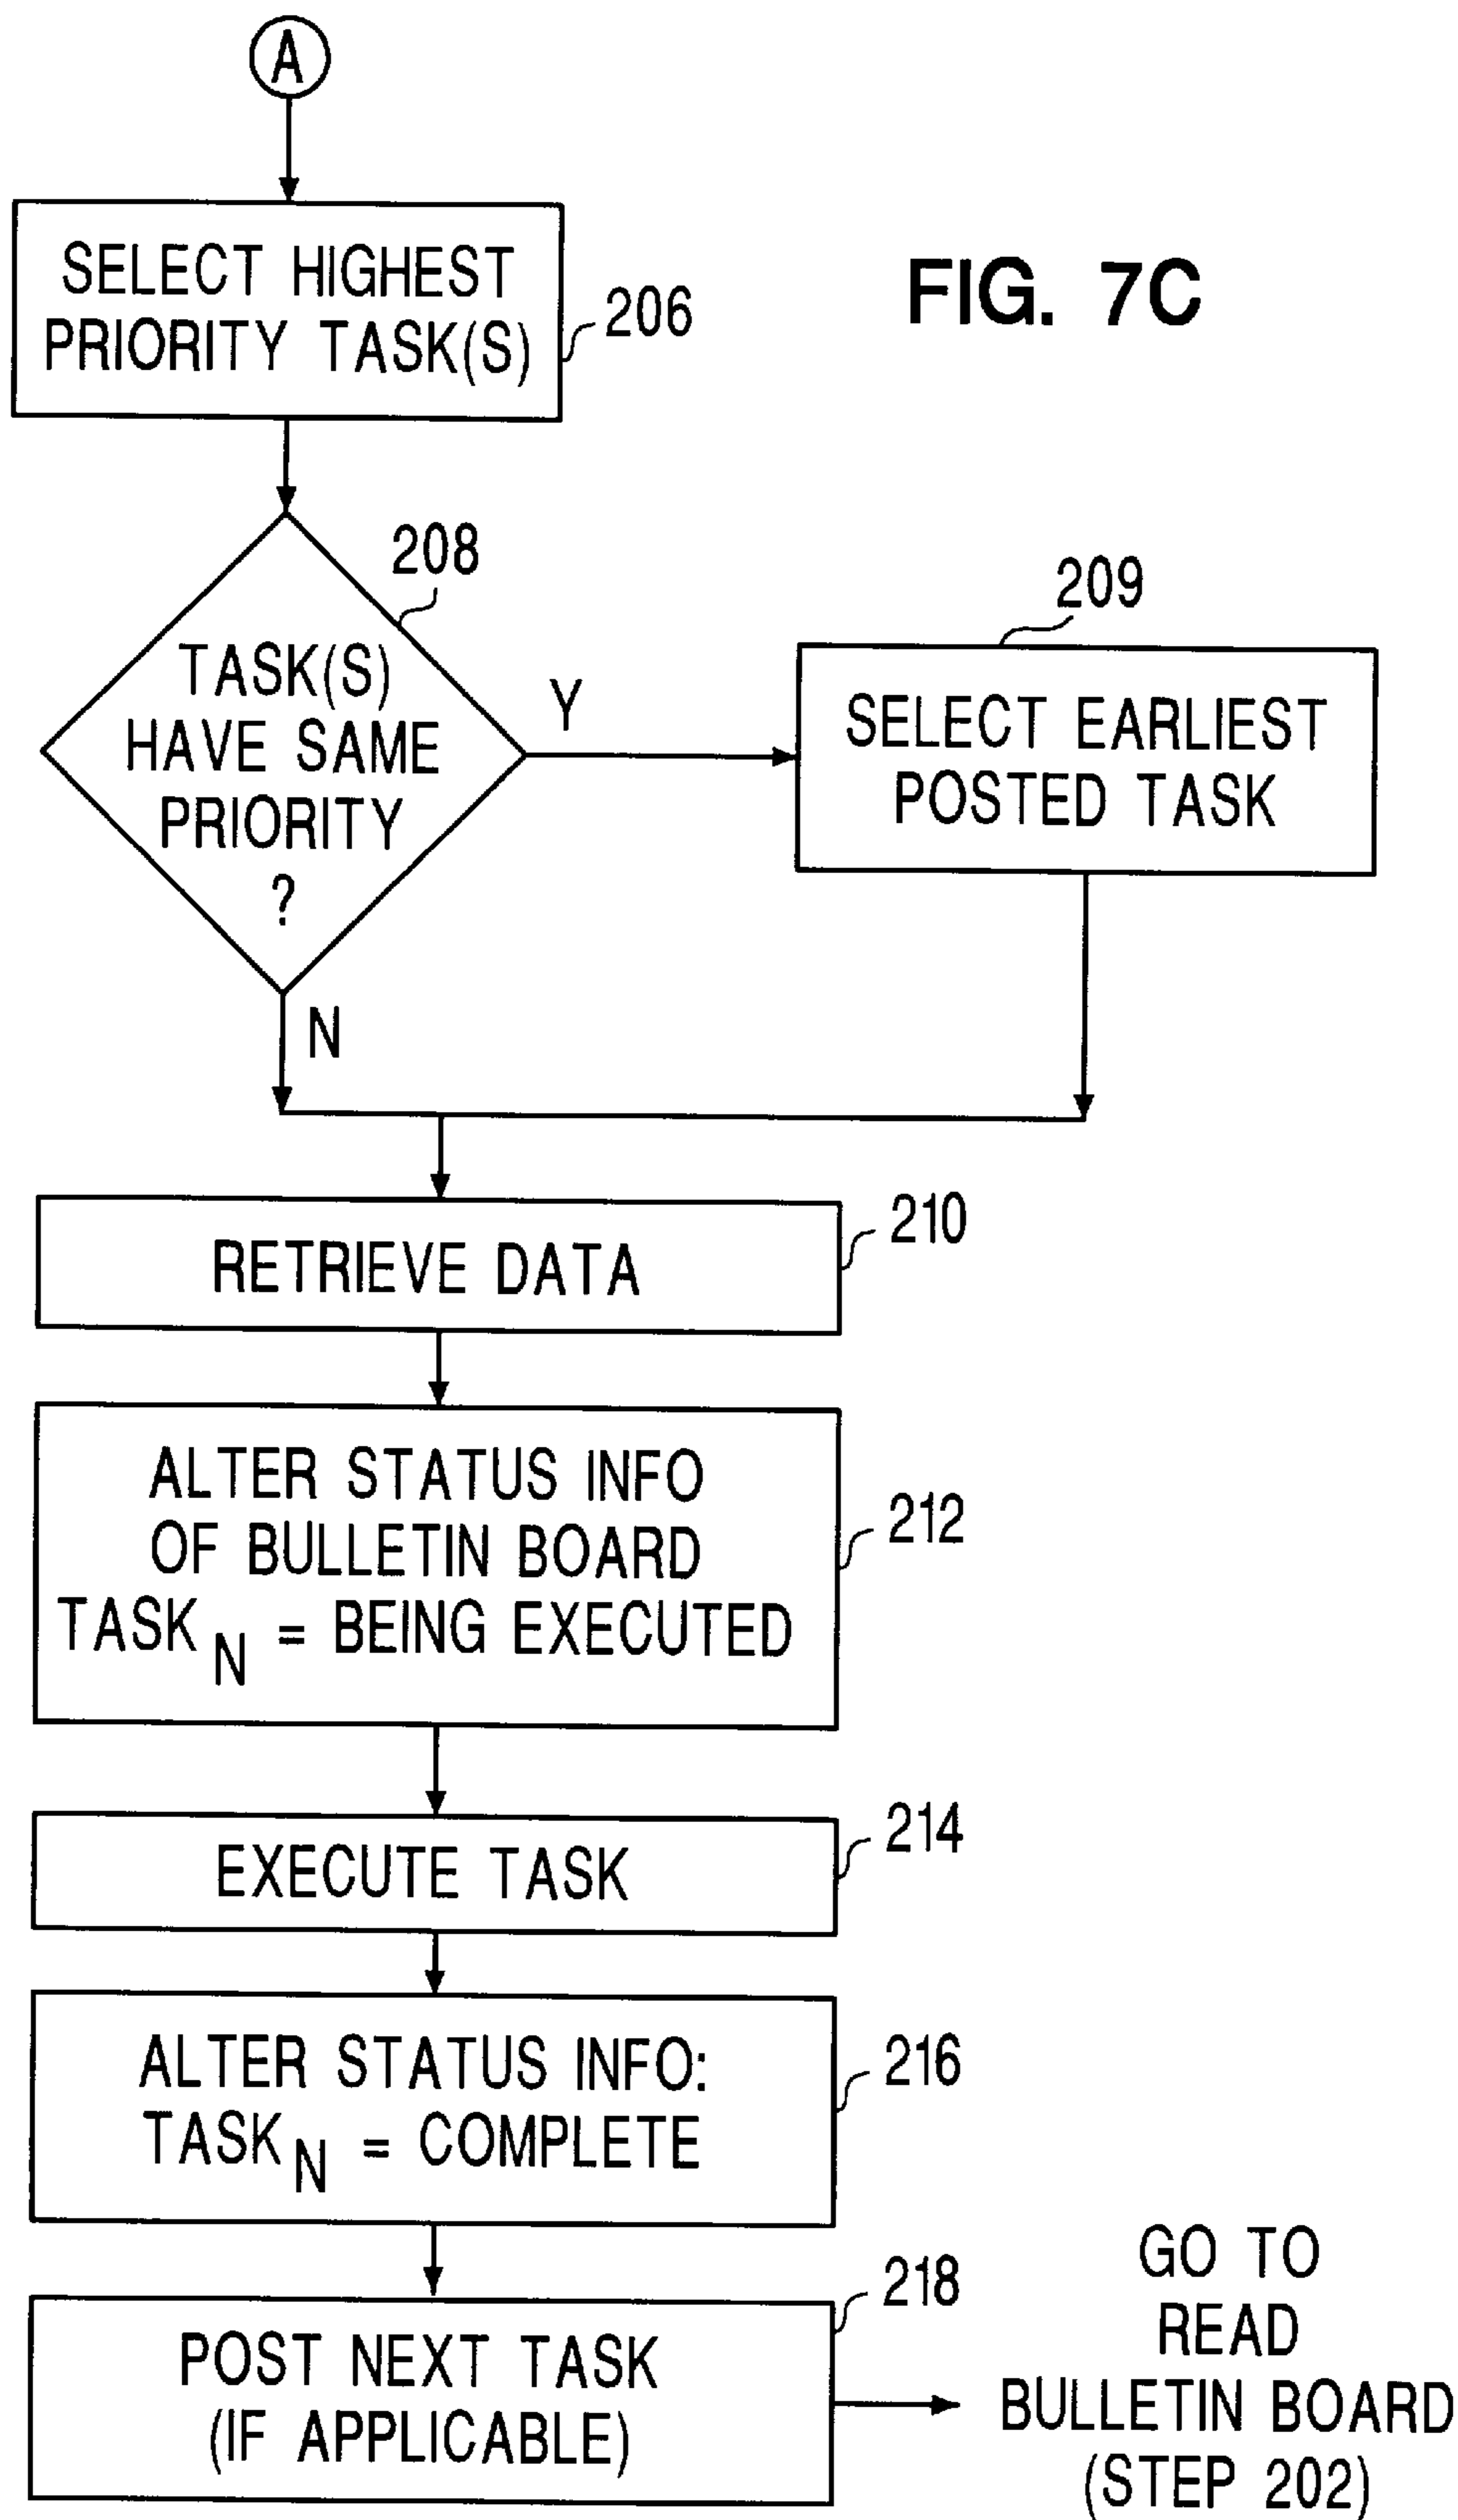 A
SELECT HIGHEST
PRIORITY TASK(S)
206
FIG. 7C
208
TASK(S)
HAVE SAME
PRIORITY
?
Y
N
209
SELECT EARLIEST
POSTED TASK
RETRIEVE DATA
210
ALTER STATUS INFO
OF BULLETIN BOARD
TASK N = BEING EXECUTED
212
EXECUTE TASK
214
ALTER STATUS INFO:
TASK N = COMPLETE
216
POST NEXT TASK
(IF APPLICABLE)
218
GO TO
READ
BULLETIN BOARD
(STEP 202)